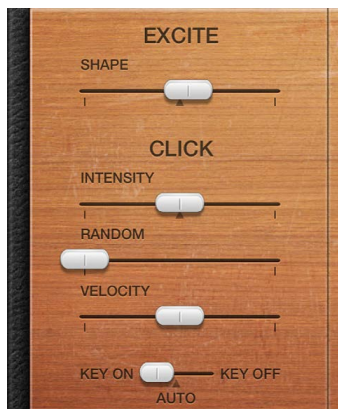 EXCITE
SHAPE
CLICK
INTENSITY
RANDOM
VELOCITY
KEY ON KEY OFF
AUTO